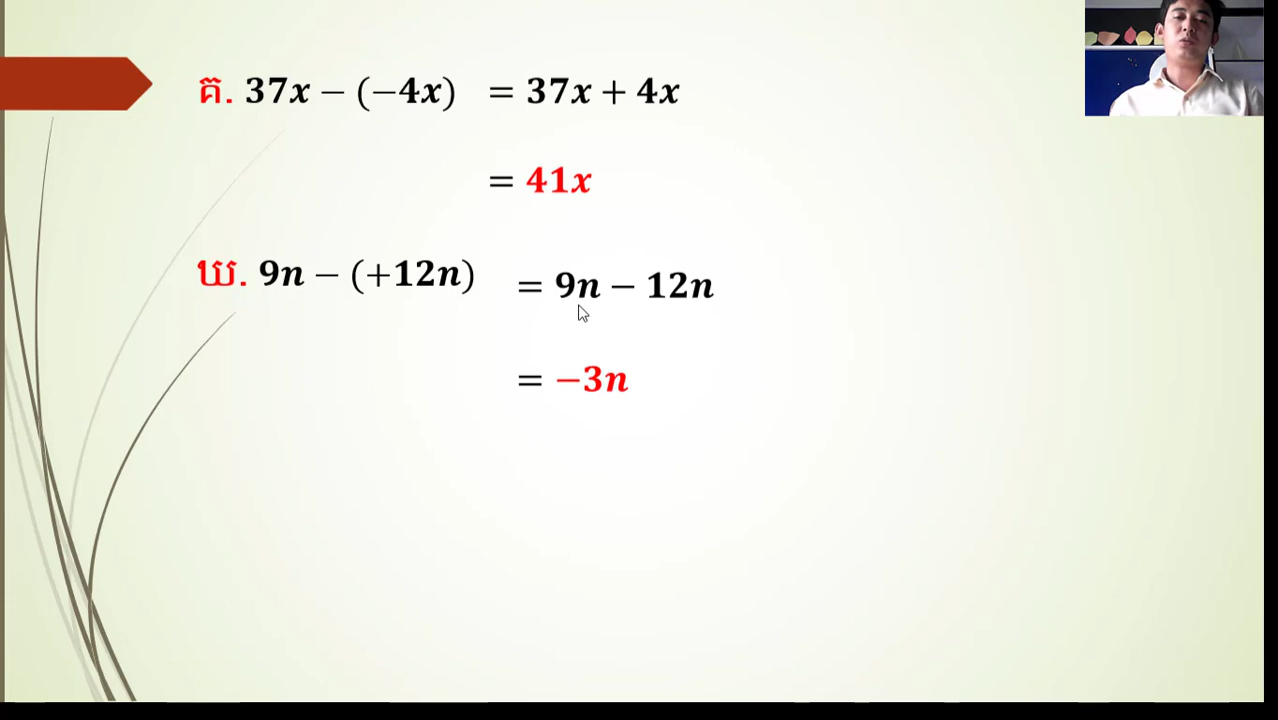 គ. 37x − (−4x) = 37x + 4x
= 41x
ឃ. 9n − (+12n) = 9n − 12n
= −3n